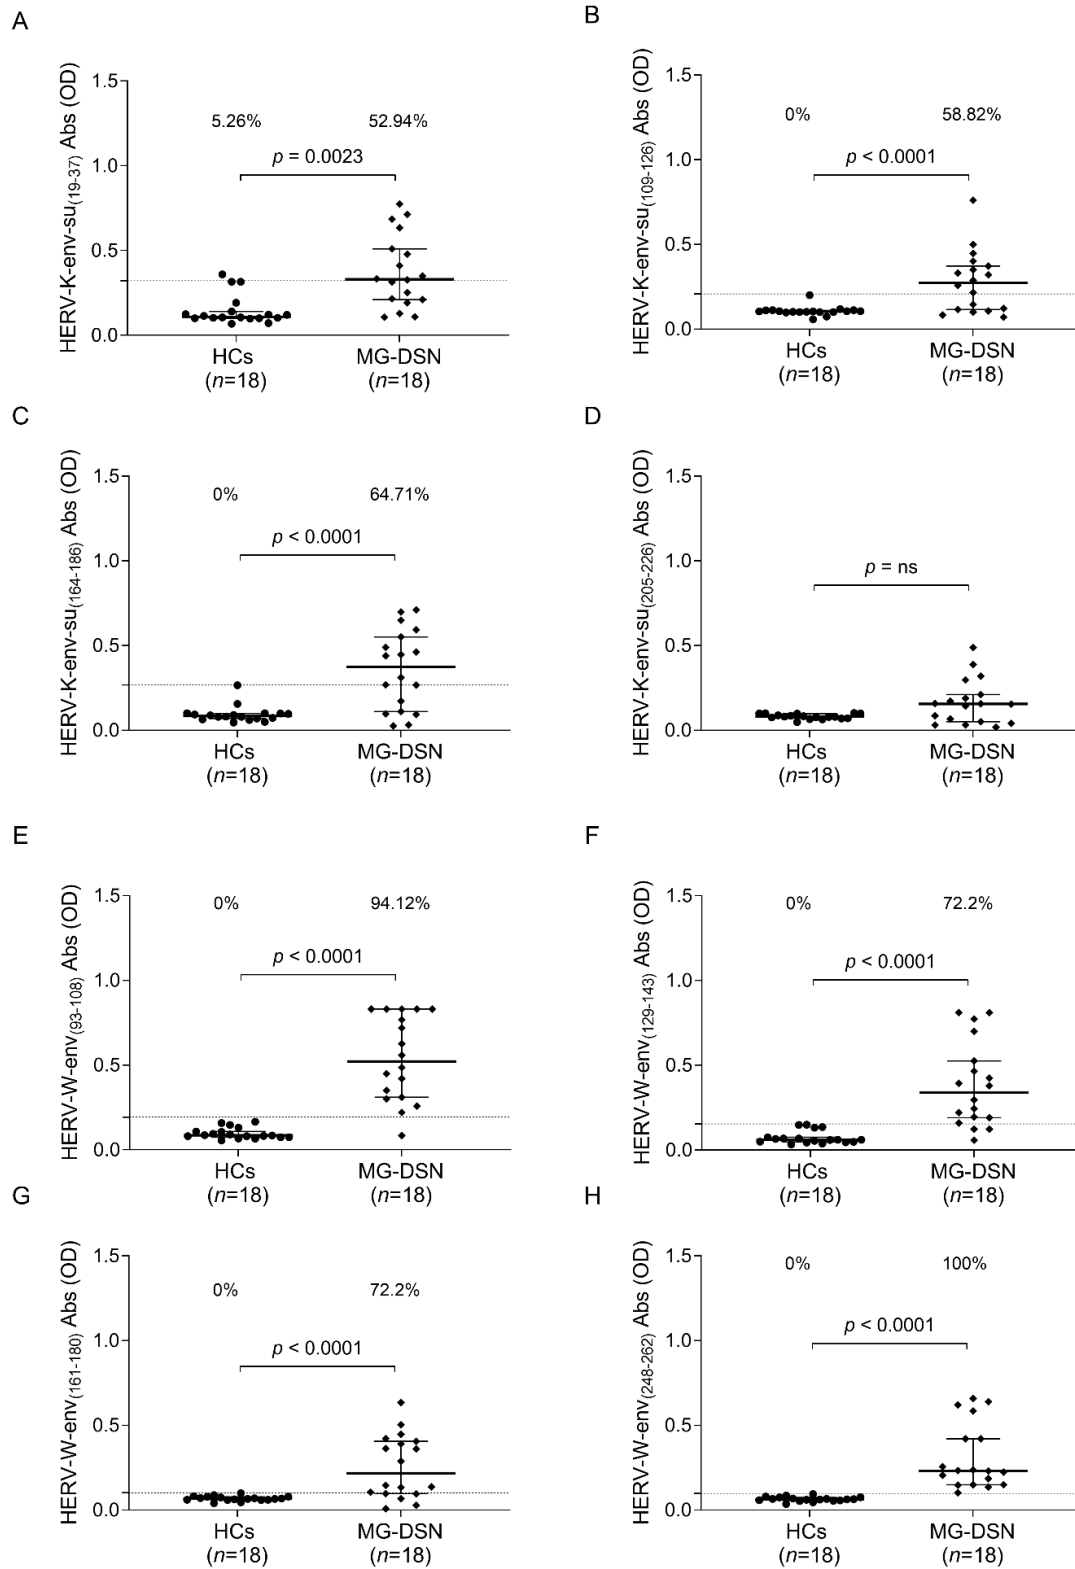 A
HERV-K-env-su(19-37) Abs (OD)
1.5
1.0
0.5
0.0
5.26%
52.94%
p = 0.0023
HCs
(n=18)
MG-DSN
(n=18)
B
HERV-K-env-su(109-126) Abs (OD)
1.5
1.0
0.5
0.0
0%
58.82%
p < 0.0001
HCs
(n=18)
MG-DSN
(n=18)
C
HERV-K-env-su(164-186) Abs (OD)
1.5
1.0
0.5
0.0
0%
64.71%
p < 0.0001
HCs
(n=18)
MG-DSN
(n=18)
D
HERV-K-env-su(205-226) Abs (OD)
1.5
1.0
0.5
0.0
p = ns
HCs
(n=18)
MG-DSN
(n=18)
E
HERV-W-env(93-108) Abs (OD)
1.5
1.0
0.5
0.0
0%
94.12%
p < 0.0001
HCs
(n=18)
MG-DSN
(n=18)
F
HERV-W-env(129-143) Abs (OD)
1.5
1.0
0.5
0.0
0%
72.2%
p < 0.0001
HCs
(n=18)
MG-DSN
(n=18)
G
HERV-W-env(161-180) Abs (OD)
1.5
1.0
0.5
0.0
0%
72.2%
p < 0.0001
HCs
(n=18)
MG-DSN
(n=18)
H
HERV-W-env(248-262) Abs (OD)
1.5
1.0
0.5
0.0
0%
100%
p < 0.0001
HCs
(n=18)
MG-DSN
(n=18)